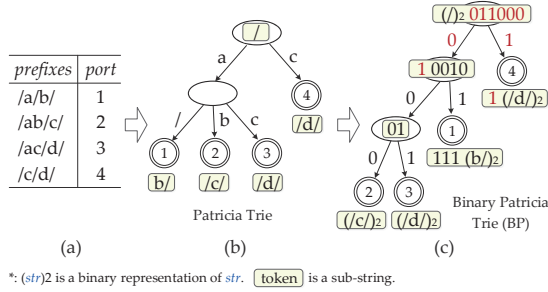 prefixes port
/a/b/ 1
/ab/c/ 2
/ac/d/ 3
/c/d/ 4
(a)
/
a c
/ b c
4
/d/
1 2 3
b/ /c/ /d/
Patricia Trie
(b)
(/)2 011000
0 1
1 0010
4
1 (/d/)2
0 1
01
1
111 (b/)2
0 1
2 3
(/c/)2 (/d/)2
Binary Patricia
Trie (BP)
(c)
*: (str)2 is a binary representation of str. token is a sub-string.